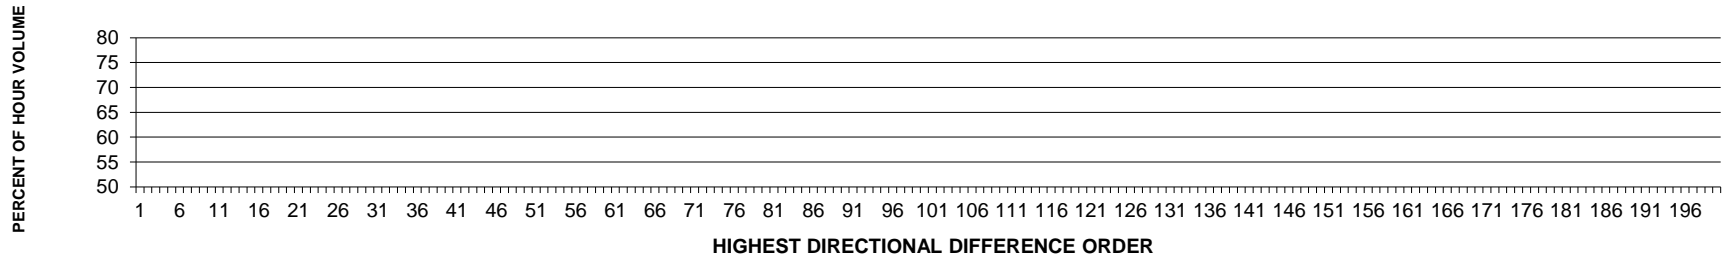 PERCENT OF HOUR VOLUME
80
75
70
65
60
55
50
1 6 11 16 21 26 31 36 41 46 51 56 61 66 71 76 81 86 91 96 101 106 111 116 121 126 131 136 141 146 151 156 161 166 171 176 181 186 191 196
HIGHEST DIRECTIONAL DIFFERENCE ORDER